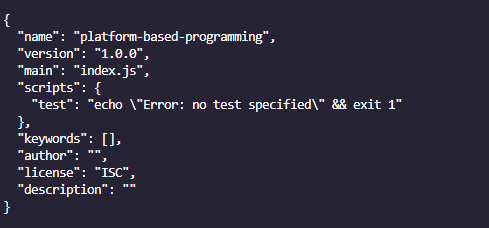 {
  "name": "platform-based-programming",
  "version": "1.0.0",
  "main": "index.js",
  "scripts": {
    "test": "echo \"Error: no test specified\" && exit 1"
  },
  "keywords": [],
  "author": "",
  "license": "ISC",
  "description": ""
}